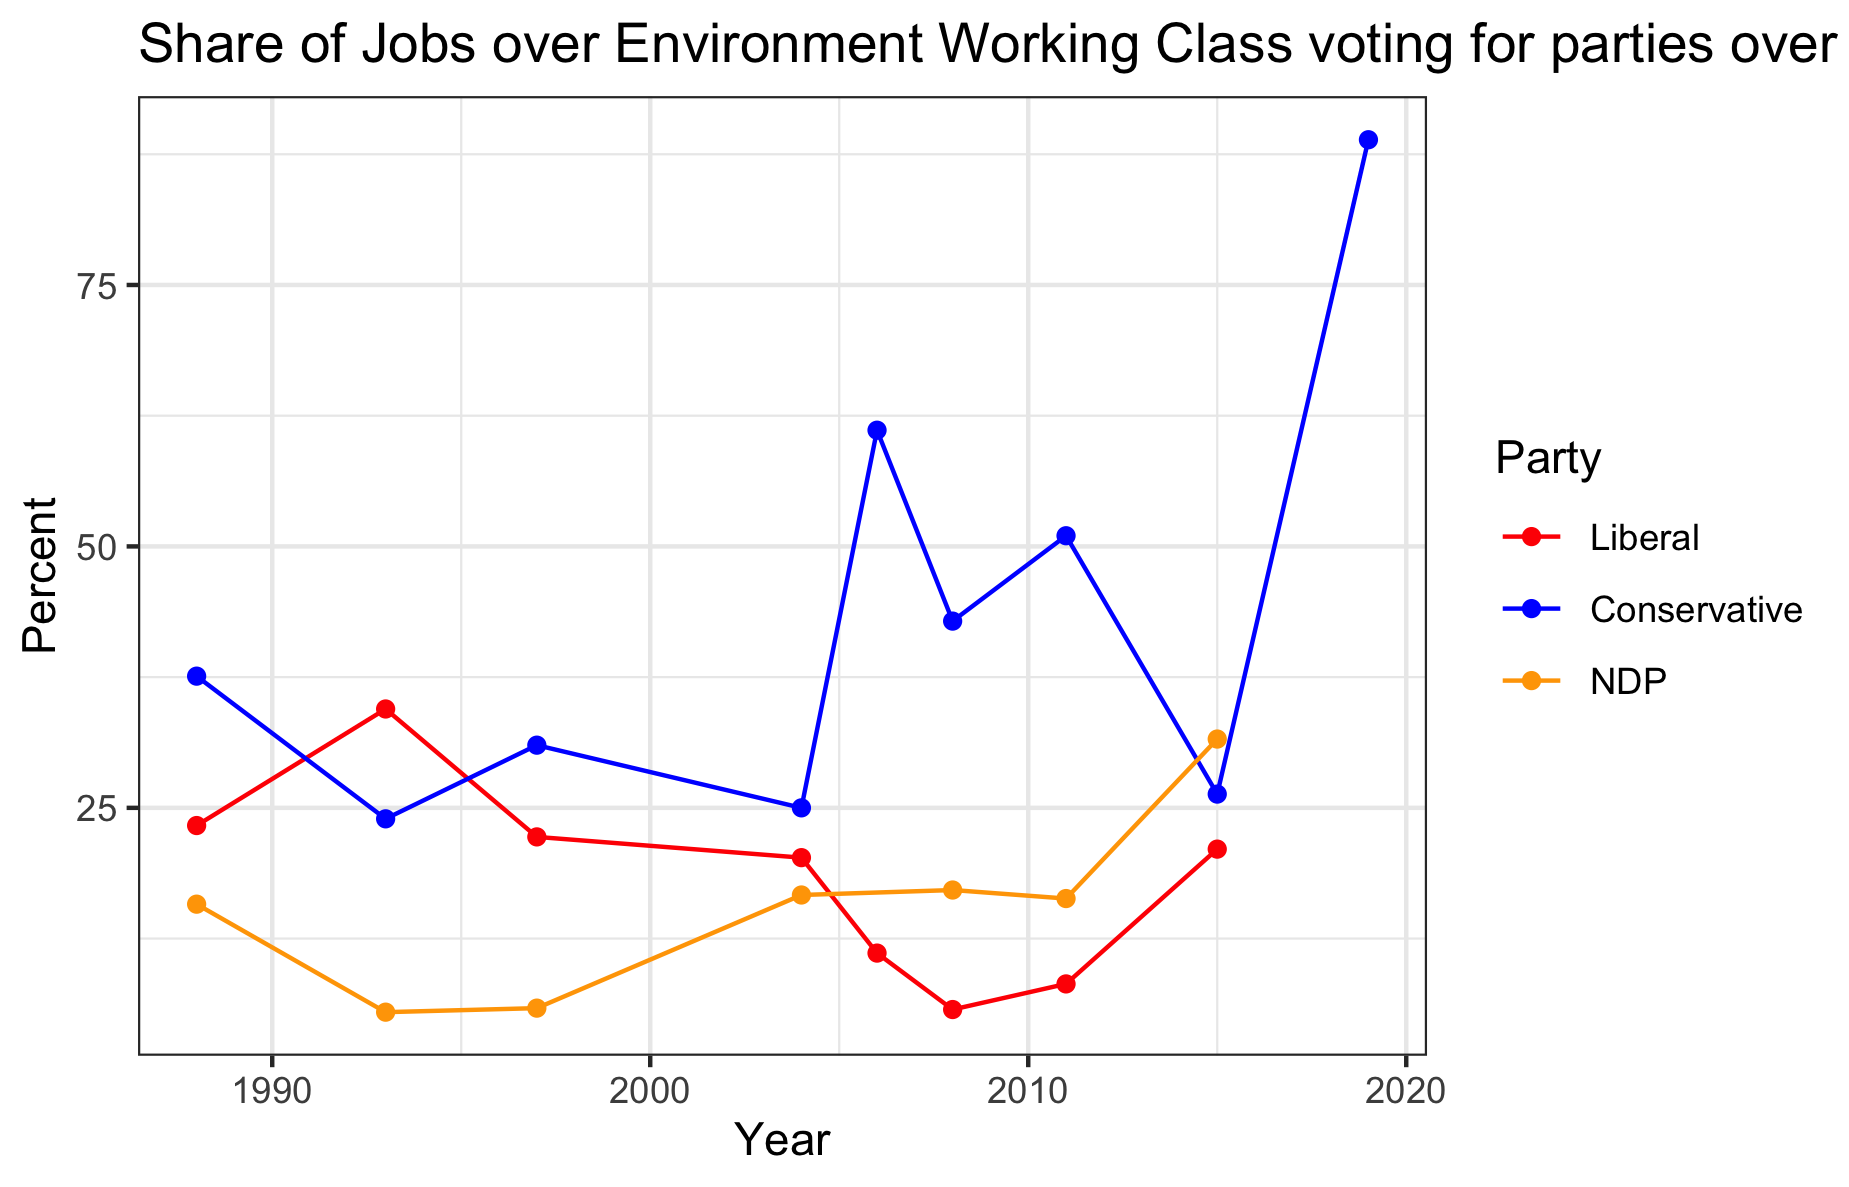 Share of Jobs over Environment Working Class voting for parties over
75
50
25
Percent
1990 2000 2010 2020
Year
Party
Liberal
Conservative
NDP